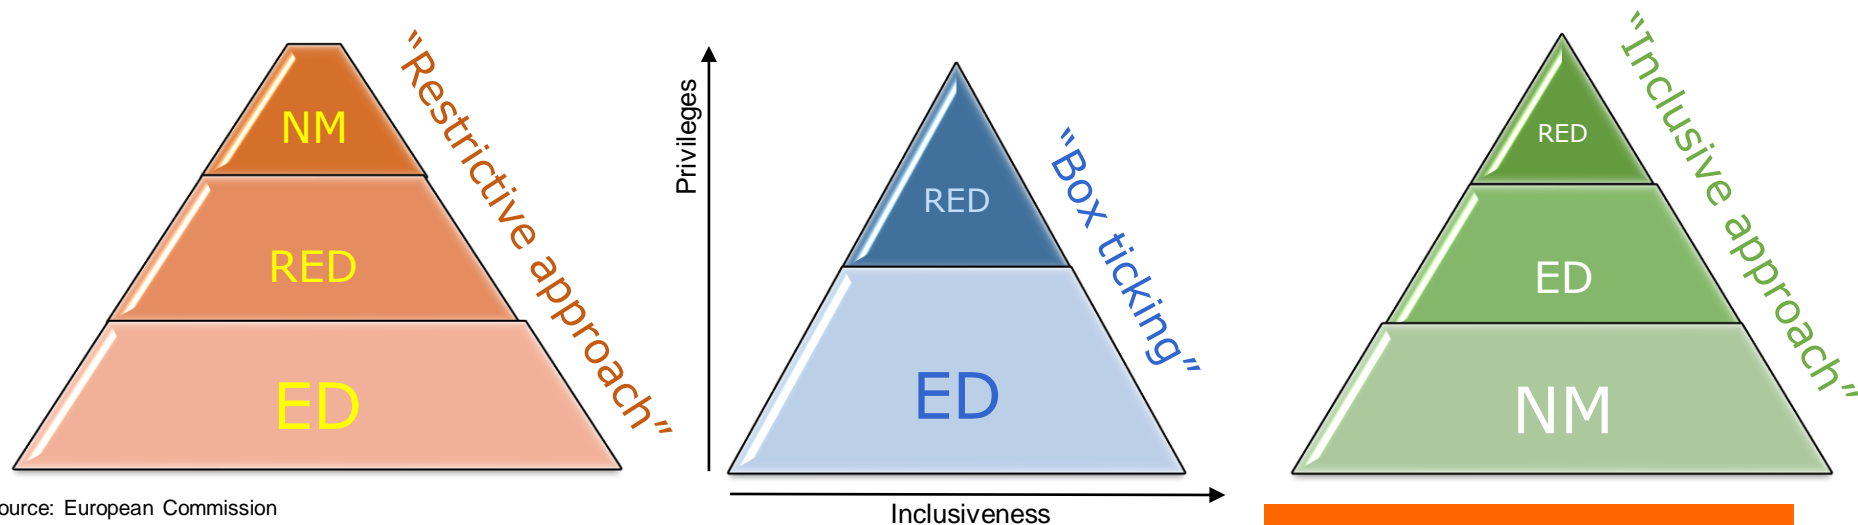 NM
RED
ED
“Restrictive approach”
Privileges
RED
ED
“Box ticking”
Inclusiveness
RED
ED
NM
“Inclusive approach”
ource: European Commission